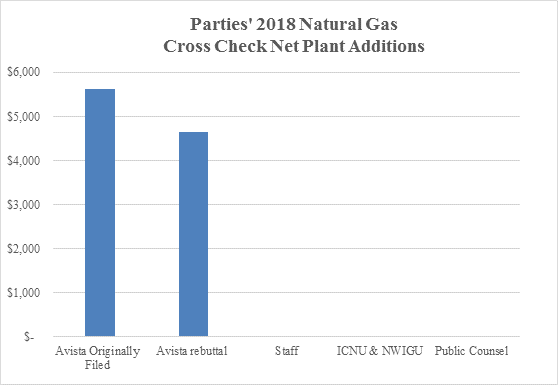 Parties' 2018 Natural Gas
Cross Check Net Plant Additions
$6,000
$5,000
$4,000
$3,000
$2,000
$1,000
$-
Avista Originally
Filed
Avista rebuttal
Staff
ICNU & NWIGU
Public Counsel